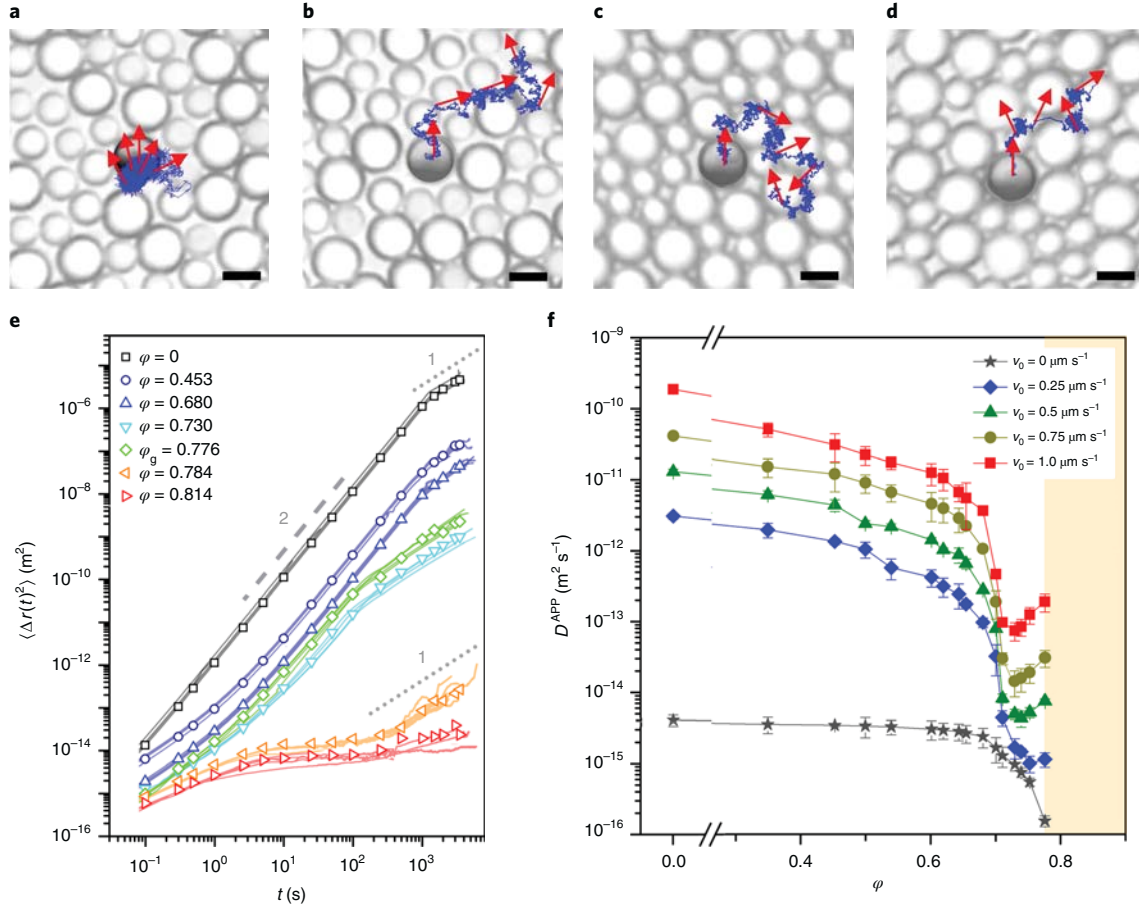 a
b
c
d
e
φ = 0
φ = 0.453
φ = 0.680
φ = 0.730
φg = 0.776
φ = 0.784
φ = 0.814
1
2
1
10⁻⁶
10⁻⁸
10⁻¹⁰
10⁻¹²
10⁻¹⁴
10⁻¹⁶
⟨Δr(t)²⟩ (m²)
10⁻¹
10⁰
10¹
10²
10³
t (s)
f
v₀ = 0 μm s⁻¹
v₀ = 0.25 μm s⁻¹
v₀ = 0.5 μm s⁻¹
v₀ = 0.75 μm s⁻¹
v₀ = 1.0 μm s⁻¹
10⁻⁹
10⁻¹⁰
10⁻¹¹
10⁻¹²
10⁻¹³
10⁻¹⁴
10⁻¹⁵
10⁻¹⁶
Dᴬᴾᴾ (m² s⁻¹)
0.0
0.4
0.6
0.8
φ